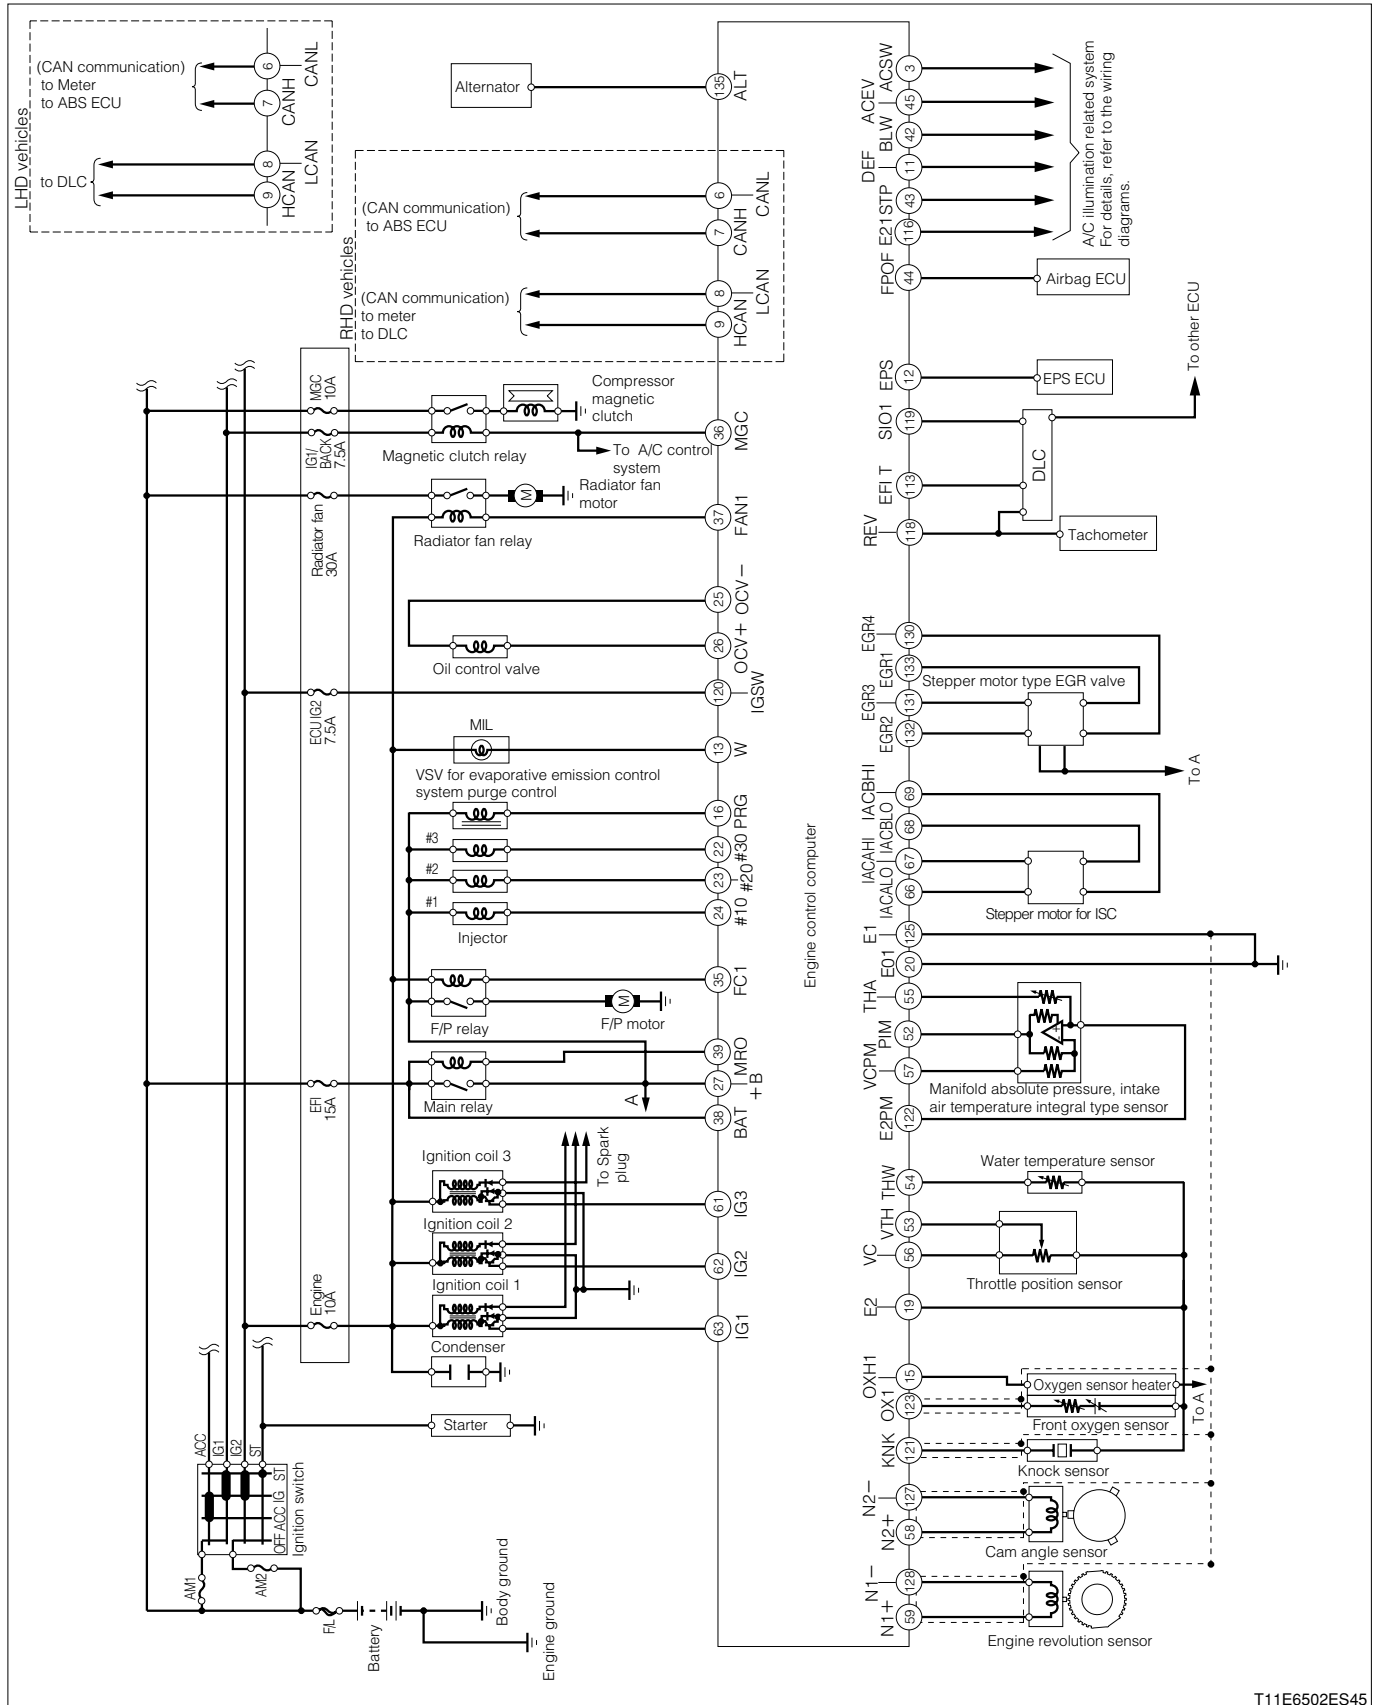 LHD vehicles
(CAN communication)
to Meter
to ABS ECU
6
CANL
7
CANH
to DLC
8
LCAN
9
HCAN
Alternator
135
ALT
RHD vehicles
(CAN communication)
to ABS ECU
6
CANL
7
CANH
(CAN communication)
to meter
to DLC
8
LCAN
9
HCAN
MGC
10A
Compressor
magnetic
clutch
IG1/
BACK
7.5A
Magnetic clutch relay
To A/C control
system
36
MGC
Radiator fan
30A
Radiator fan
motor
M
Radiator fan relay
37
FAN1
25
OCV−
26
OCV+
Oil control valve
ECU IG2
7.5A
120
IGSW
MIL
13
W
VSV for evaporative emission control
system purge control
16
PRG
#3
22
#30
#2
23
#20
#1
24
#10
Injector
35
FC1
M
F/P relay
F/P motor
39
MRO
EFI
15A
27
+B
Main relay
A
38
BAT
To Spark
plug
Ignition coil 3
61
IG3
Ignition coil 2
62
IG2
Ignition coil 1
Engine
10A
63
IG1
Condenser
Starter
ACC
IG1
IG2
ST
OFF ACC IG ST
Ignition switch
AM1
AM2
F/L
Battery
Body ground
Engine ground
Engine control computer
3
ACSW
45
ACEV
42
BLW
11
DEF
43
STP
116
E21
A/C illumination related system
For details, refer to the wiring
diagrams.
44
FPOF
Airbag ECU
To other ECU
12
EPS
EPS ECU
119
SIO1
DLC
113
EFI T
118
REV
Tachometer
130
EGR4
133
EGR1
Stepper motor type EGR valve
131
EGR3
132
EGR2
To A
69
IACBHI
68
IACBLO
67
IACAHI
66
IACALO
Stepper motor for ISC
125
E1
20
E01
55
THA
52
PIM
57
VCPM
Manifold absolute pressure, intake
air temperature integral type sensor
122
E2PM
Water temperature sensor
54
THW
53
VTH
56
VC
Throttle position sensor
19
E2
15
OXH1
Oxygen sensor heater
To A
123
OX1
Front oxygen sensor
121
KNK
Knock sensor
127
N2−
58
N2+
Cam angle sensor
128
N1−
59
N1+
Engine revolution sensor
T11E6502ES45